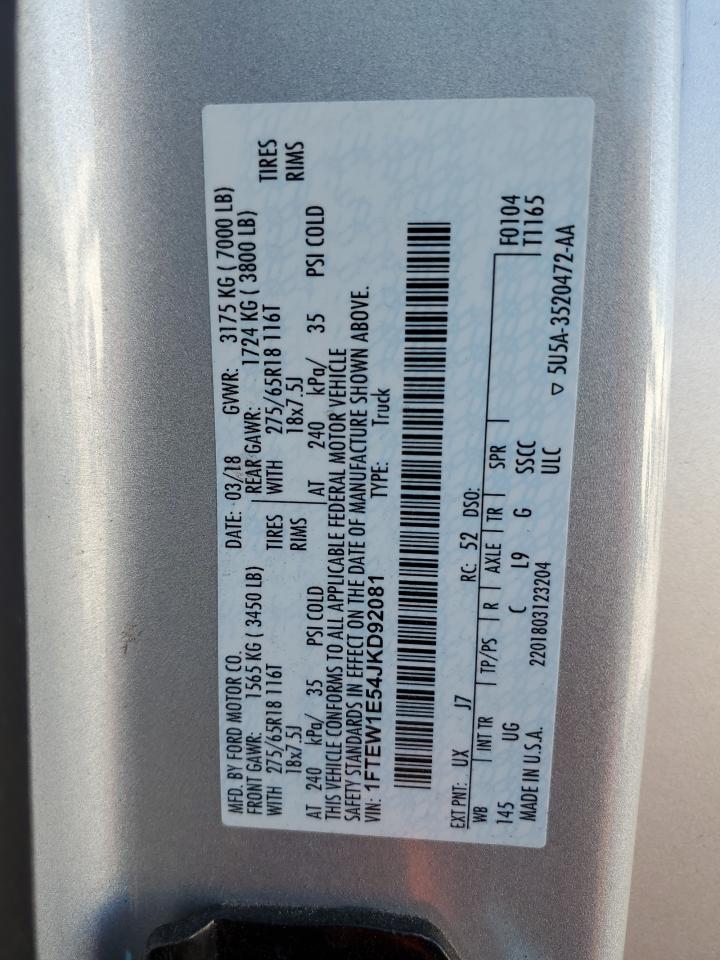 MFD. BY FORD MOTOR CO. DATE: 03/18 GVWR: 3175 KG ( 7000 LB)
FRONT GAWR: 1565 KG ( 3450 LB) REAR GAWR: 1724 KG ( 3800 LB)
WITH 275/65R18 116T TIRES WITH 275/65R18 116T TIRES
18x7.5J RIMS 18x7.5J RIMS
AT 240 kPa/ 35 PSI COLD AT 240 kPa/ 35 PSI COLD
THIS VEHICLE CONFORMS TO ALL APPLICABLE FEDERAL MOTOR VEHICLE
SAFETY STANDARDS IN EFFECT ON THE DATE OF MANUFACTURE SHOWN ABOVE.
VIN: 1FTEW1E54JKD92081 TYPE: Truck
EXT PNT: UX J7 RC: 52 DSO:
WB INT TR TP/PS R AXLE TR SPR F0104
145 UG C L9 G SSCC T1165
MADE IN U.S.A. 2201803123204 ULC ▽ 5U5A-3520472-AA